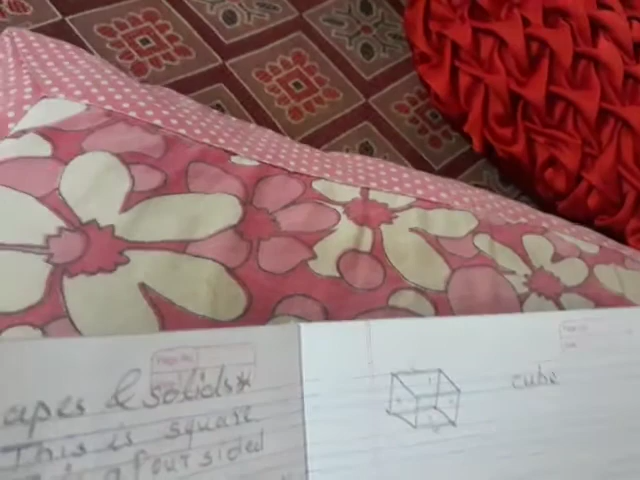 apes & solids*
This is square
a four sided
cube